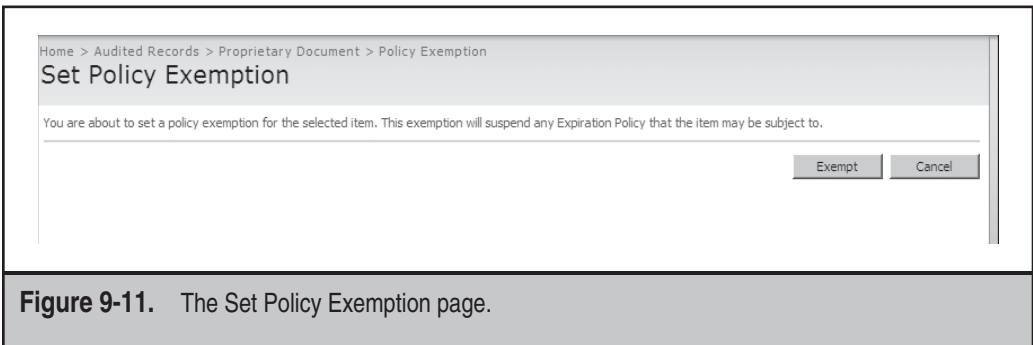 Home > Audited Records > Proprietary Document > Policy Exemption
Set Policy Exemption
You are about to set a policy exemption for the selected item. This exemption will suspend any Expiration Policy that the item may be subject to.
Exempt Cancel
Figure 9-11. The Set Policy Exemption page.